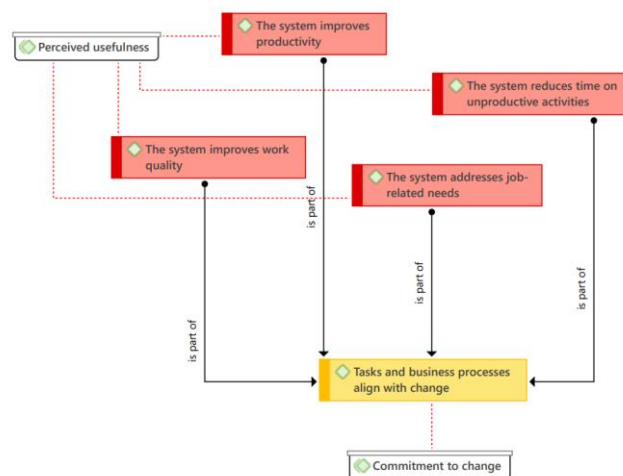 The system improves
productivity
Perceived usefulness
The system reduces time on
unproductive activities
The system improves work
quality
The system addresses job-
related needs
is part of
is part of
is part of
is part of
Tasks and business processes
align with change
Commitment to change